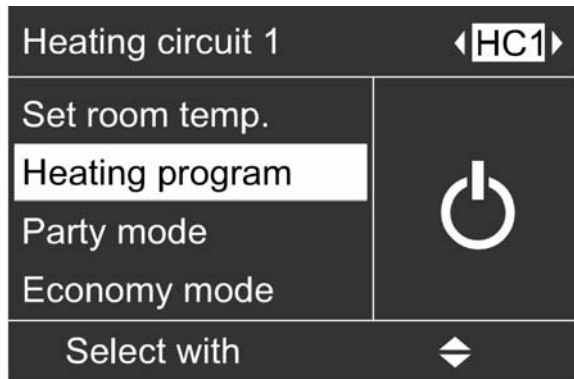 Heating circuit 1 HC1
Set room temp.
Heating program
Party mode
Economy mode
Select with